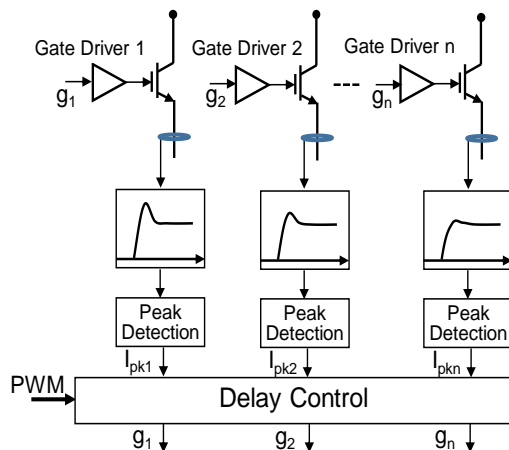 Gate Driver 1
Gate Driver 2
Gate Driver n
g1
g2
gn
Peak Detection
Peak Detection
Peak Detection
Ipk1
Ipk2
Ipkn
PWM
Delay Control
g1
g2
gn